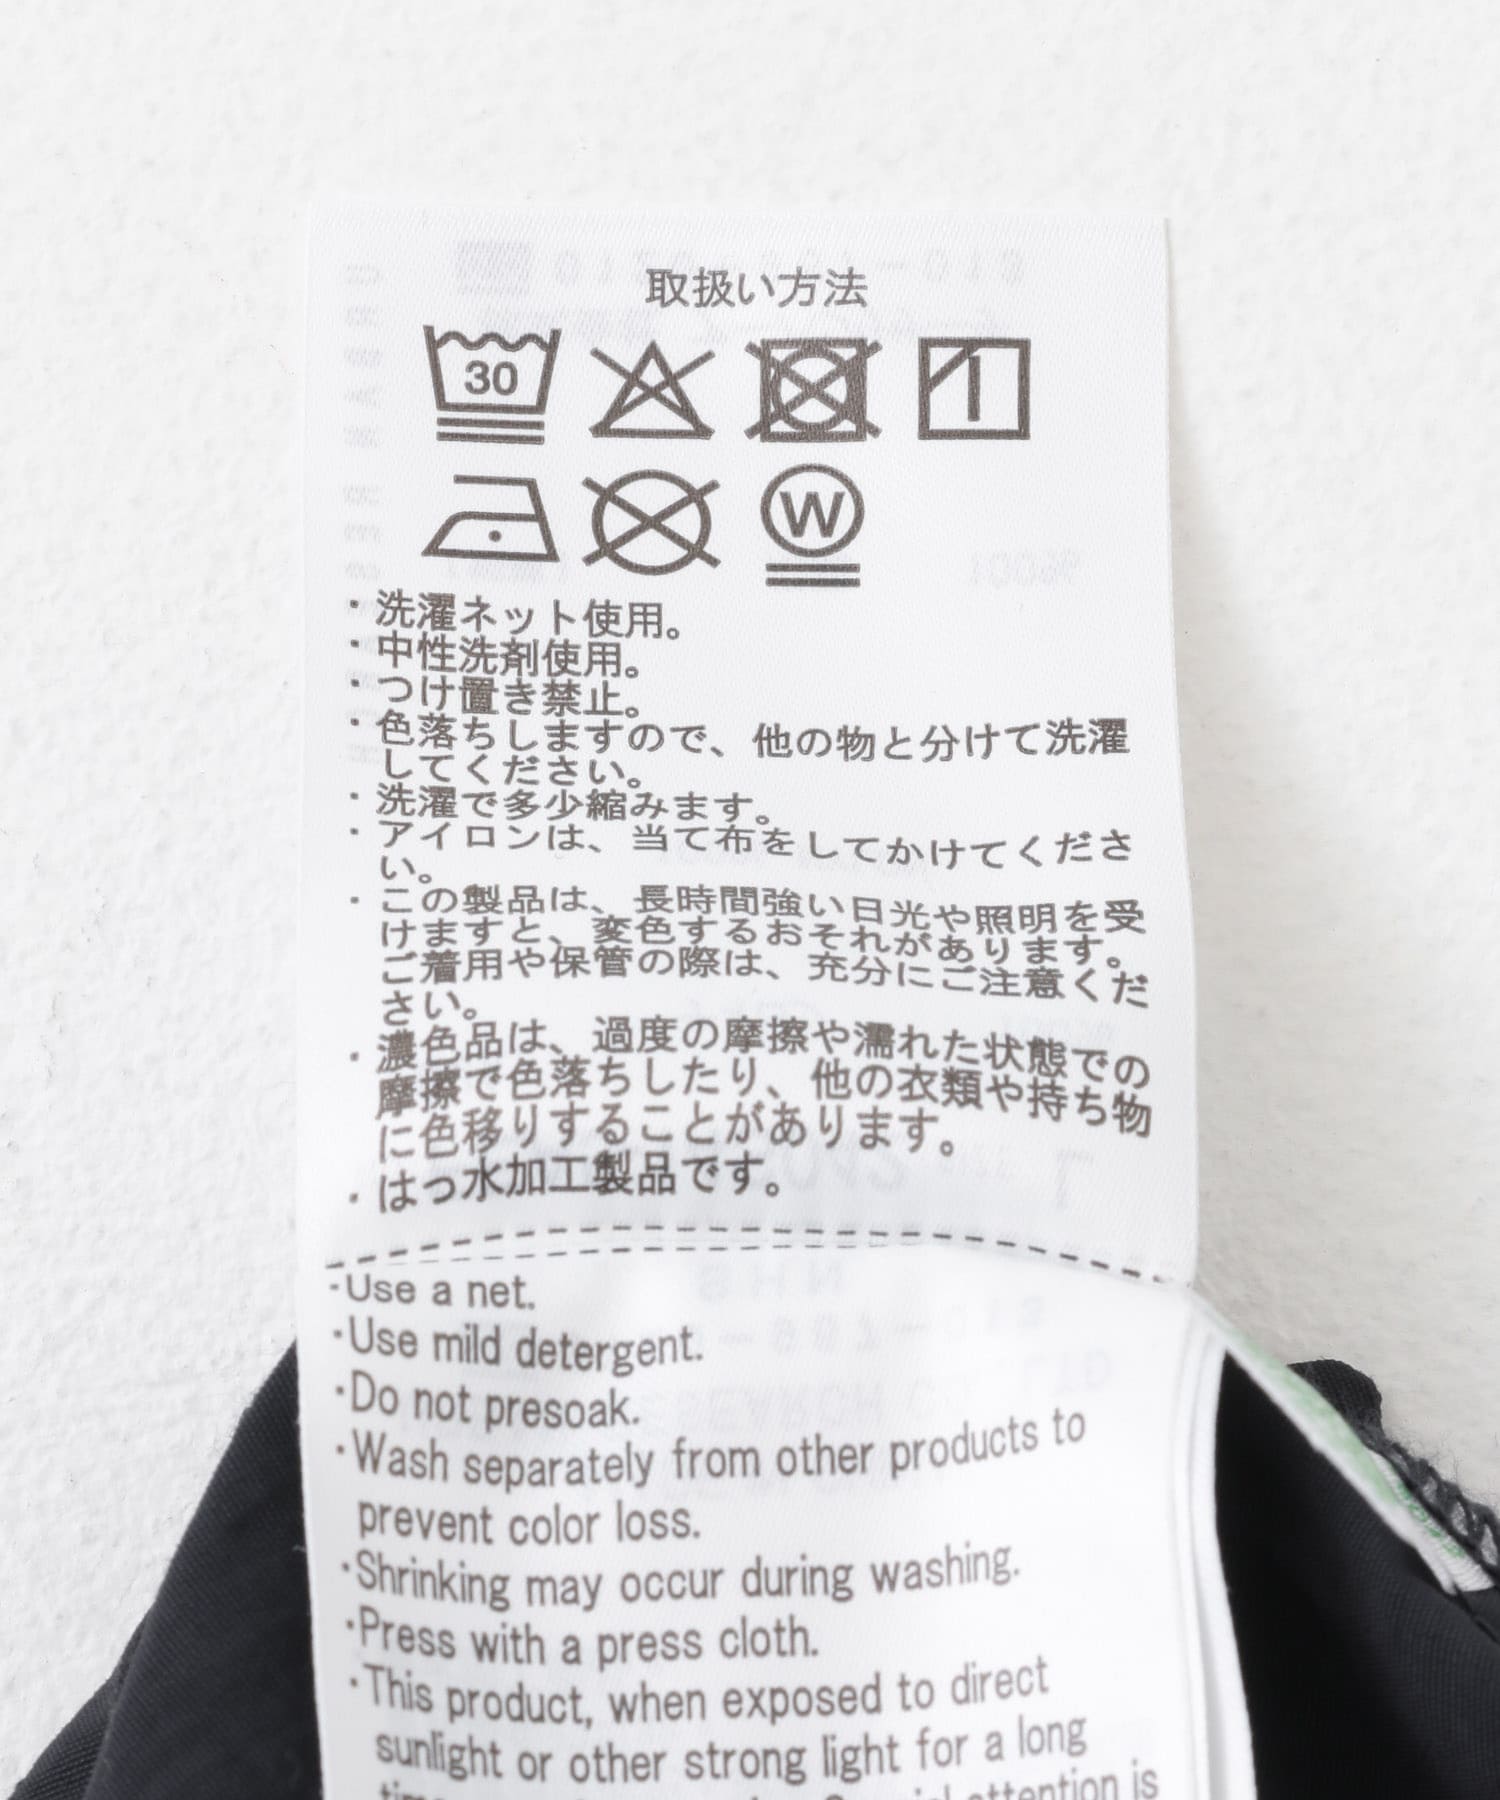 取扱い方法
30
W
・洗濯ネット使用。
・中性洗剤使用。
・つけ置き禁止。
・色落ちしますので、他の物と分けて洗濯
してください。
・洗濯で多少縮みます。
・アイロンは、当て布をしてかけてくださ
い。
・この製品は、長時間強い日光や照明を受
けますと、変色するおそれがあります。
ご着用や保管の際は、充分にご注意くだ
さい。
・濃色品は、過度の摩擦や濡れた状態での
摩擦で色落ちしたり、他の衣類や持ち物
に色移りすることがあります。
・はっ水加工製品です。
・Use a net.
・Use mild detergent.
・Do not presoak.
・Wash separately from other products to
prevent color loss.
・Shrinking may occur during washing.
・Press with a press cloth.
・This product, when exposed to direct
sunlight or other strong light for a long
attention is